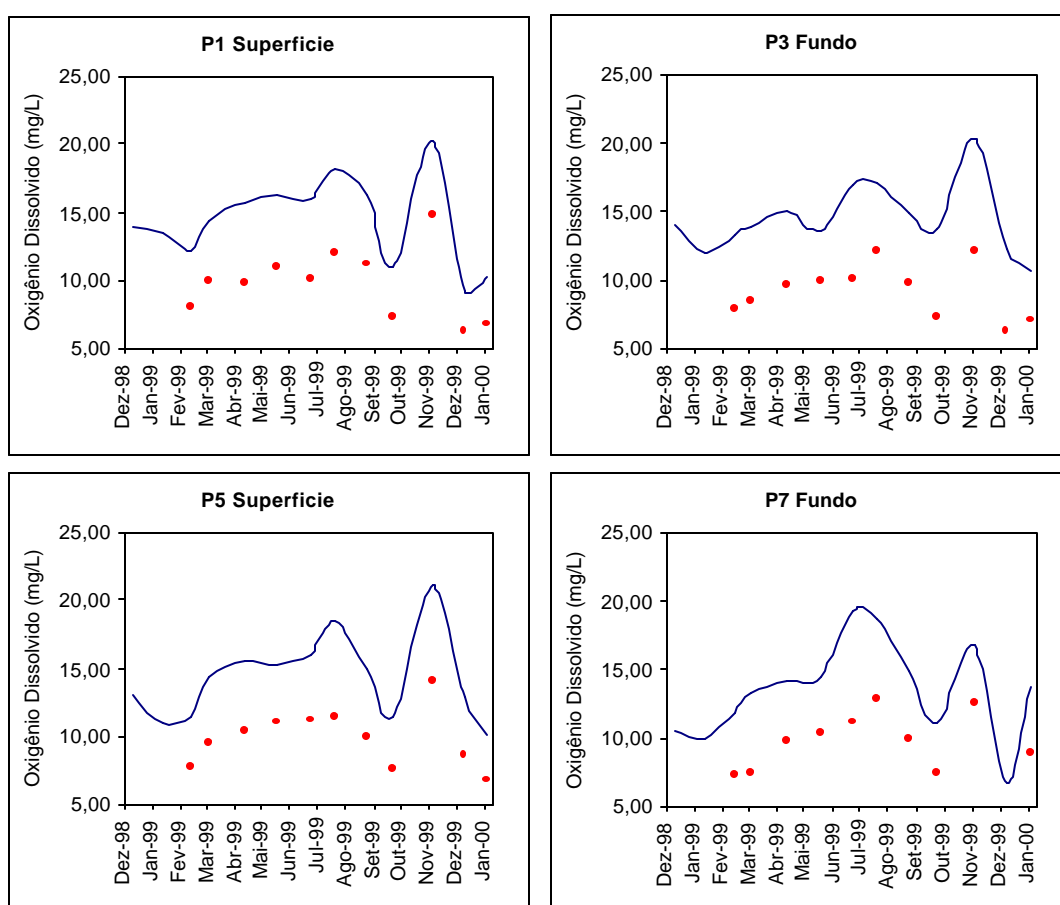 P1 Superficie
Oxigênio Dissolvido (mg/L)
25,00
20,00
15,00
10,00
5,00
Dez-98
Jan-99
Fev-99
Mar-99
Abr-99
Mai-99
Jun-99
Jul-99
Ago-99
Set-99
Out-99
Nov-99
Dez-99
Jan-00
P3 Fundo
Oxigênio Dissolvido (mg/L)
25,00
20,00
15,00
10,00
5,00
Dez-98
Jan-99
Fev-99
Mar-99
Abr-99
Mai-99
Jun-99
Jul-99
Ago-99
Set-99
Out-99
Nov-99
Dez-99
Jan-00
P5 Superficie
Oxigênio Dissolvido (mg/L)
25,00
20,00
15,00
10,00
5,00
Dez-98
Jan-99
Fev-99
Mar-99
Abr-99
Mai-99
Jun-99
Jul-99
Ago-99
Set-99
Out-99
Nov-99
Dez-99
Jan-00
P7 Fundo
Oxigênio Dissolvido (mg/L)
25,00
20,00
15,00
10,00
5,00
Dez-98
Jan-99
Fev-99
Mar-99
Abr-99
Mai-99
Jun-99
Jul-99
Ago-99
Set-99
Out-99
Nov-99
Dez-99
Jan-00